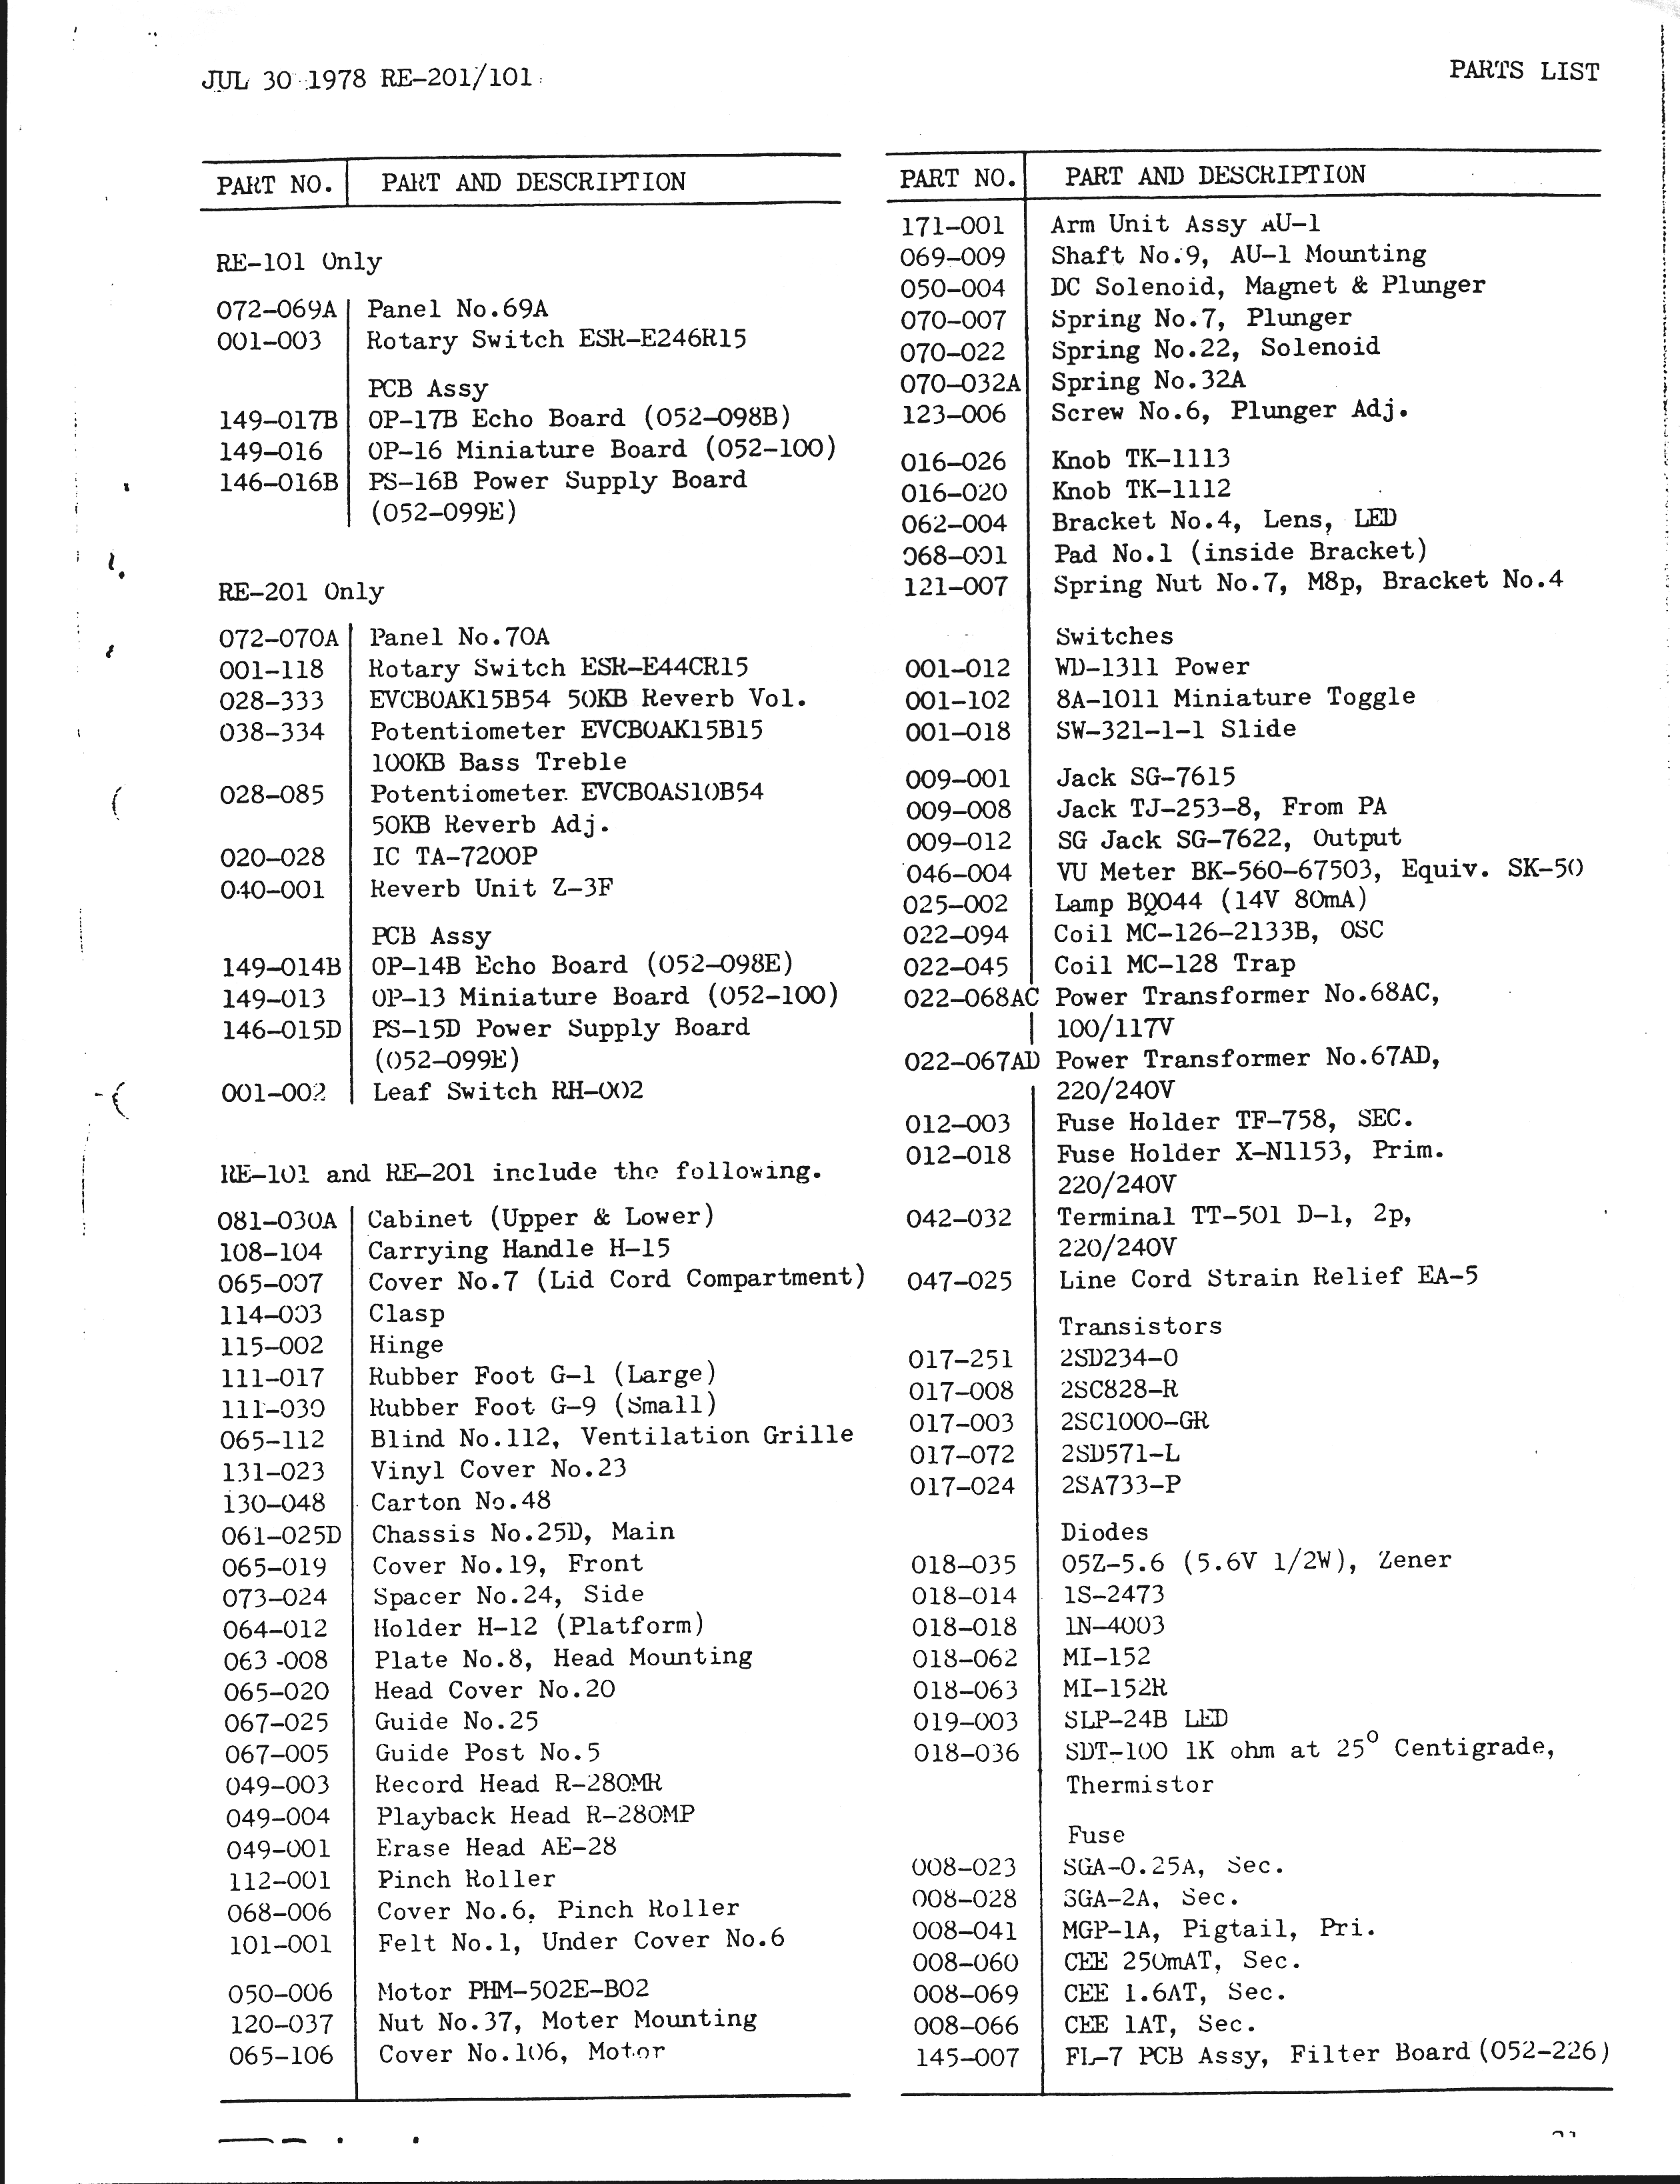 JUL 30 1978 RE-201/101
PARTS LIST
PART NO. PART AND DESCRIPTION
RE-101 Only
072-069A Panel No.69A
001-003 Rotary Switch ESR-E246R15
PCB Assy
149-017B OP-17B Echo Board (052-098B)
149-016 OP-16 Miniature Board (052-100)
146-016B PS-16B Power Supply Board
(052-099E)
RE-201 Only
072-070A Panel No.70A
001-118 Rotary Switch ESR-E44CR15
028-333 EVCBOAK15B54 50KB Reverb Vol.
038-334 Potentiometer EVCBOAK15B15
100KB Bass Treble
028-085 Potentiometer EVCBOAS10B54
50KB Reverb Adj.
020-028 IC TA-7200P
040-001 Reverb Unit Z-3F
PCB Assy
149-014B OP-14B Echo Board (052-098E)
149-013 OP-13 Miniature Board (052-100)
146-015D PS-15D Power Supply Board
(052-099E)
001-002 Leaf Switch RH-002
RE-101 and RE-201 include the following.
081-030A Cabinet (Upper & Lower)
108-104 Carrying Handle H-15
065-007 Cover No.7 (Lid Cord Compartment)
114-003 Clasp
115-002 Hinge
111-017 Rubber Foot G-1 (Large)
111-030 Rubber Foot G-9 (Small)
065-112 Blind No.112, Ventilation Grille
131-023 Vinyl Cover No.23
130-048 Carton No.48
061-025D Chassis No.25D, Main
065-019 Cover No.19, Front
073-024 Spacer No.24, Side
064-012 Holder H-12 (Platform)
063-008 Plate No.8, Head Mounting
065-020 Head Cover No.20
067-025 Guide No.25
067-005 Guide Post No.5
049-003 Record Head R-280MR
049-004 Playback Head R-280MP
049-001 Erase Head AE-28
112-001 Pinch Roller
068-006 Cover No.6, Pinch Roller
101-001 Felt No.1, Under Cover No.6
050-006 Motor PHM-502E-B02
120-037 Nut No.37, Moter Mounting
065-106 Cover No.106, Motor
PART NO. PART AND DESCRIPTION
171-001 Arm Unit Assy AU-1
069-009 Shaft No.9, AU-1 Mounting
050-004 DC Solenoid, Magnet & Plunger
070-007 Spring No.7, Plunger
070-022 Spring No.22, Solenoid
070-032A Spring No.32A
123-006 Screw No.6, Plunger Adj.
016-026 Knob TK-1113
016-020 Knob TK-1112
062-004 Bracket No.4, Lens, LED
068-001 Pad No.1 (inside Bracket)
121-007 Spring Nut No.7, M8p, Bracket No.4
Switches
001-012 WD-1311 Power
001-102 8A-1011 Miniature Toggle
001-018 SW-321-1-1 Slide
009-001 Jack SG-7615
009-008 Jack TJ-253-8, From PA
009-012 SG Jack SG-7622, Output
046-004 VU Meter BK-560-67503, Equiv. SK-50
025-002 Lamp BQ044 (14V 80mA)
022-094 Coil MC-126-2133B, OSC
022-045 Coil MC-128 Trap
022-068AC Power Transformer No.68AC,
100/117V
022-067AD Power Transformer No.67AD,
220/240V
012-003 Fuse Holder TF-758, SEC.
012-018 Fuse Holder X-N1153, Prim.
220/240V
042-032 Terminal TT-501 D-1, 2p,
220/240V
047-025 Line Cord Strain Relief EA-5
Transistors
017-251 2SD234-O
017-008 2SC828-R
017-003 2SC1000-GR
017-072 2SD571-L
017-024 2SA733-P
Diodes
018-035 05Z-5.6 (5.6V 1/2W), Zener
018-014 1S-2473
018-018 1N-4003
018-062 MI-152
018-063 MI-152R
019-003 SLP-24B LED
018-036 SDT-100 1K ohm at 25° Centigrade,
Thermistor
Fuse
008-023 SGA-0.25A, Sec.
008-028 SGA-2A, Sec.
008-041 MGP-1A, Pigtail, Pri.
008-060 CEE 250mAT, Sec.
008-069 CEE 1.6AT, Sec.
008-066 CEE 1AT, Sec.
145-007 FL-7 PCB Assy, Filter Board (052-226)